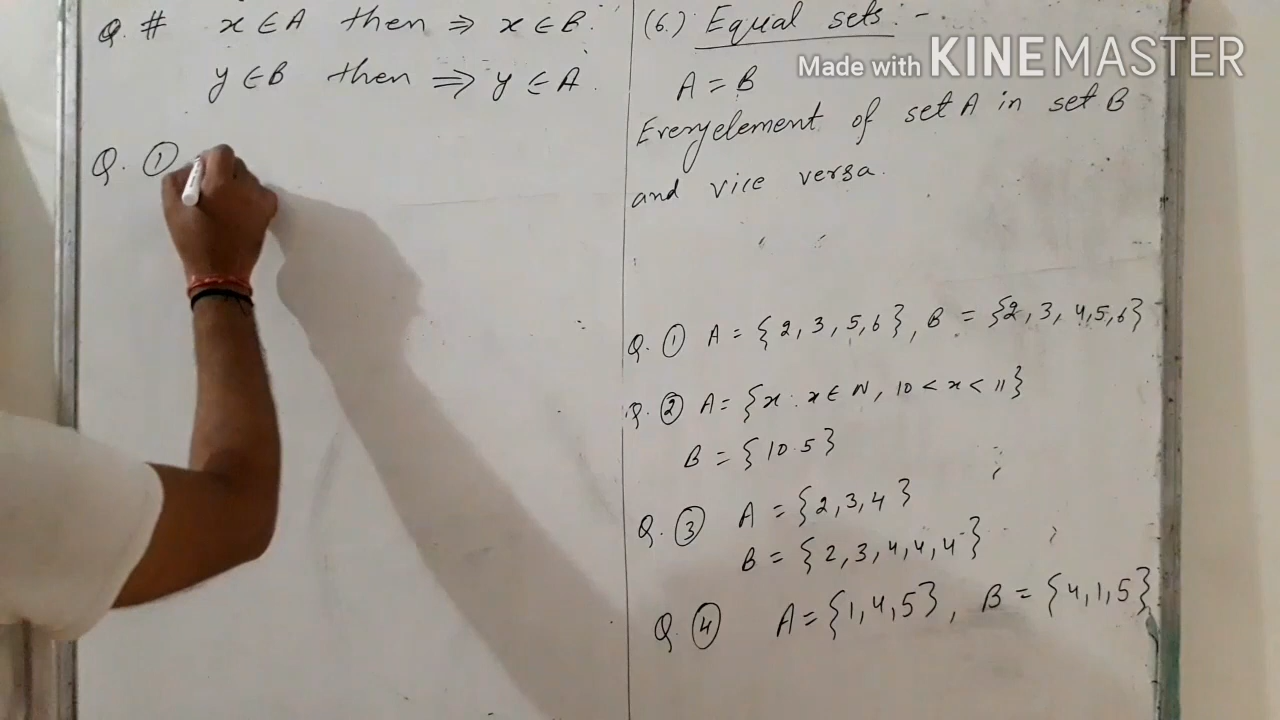 Q. # x ∈ A then ⇒ x ∈ B.
y ∈ B then ⇒ y ∈ A.
Q. ①
(6.) Equal sets :-
Made with KINEMASTER
A = B
Every element of set A in set B
and vice versa.
Q. ① A = {2, 3, 5, 6}, B = {2, 3, 4, 5, 6}
Q. ② A = {x : x ∈ N, 10 < x < 11}
B = {10.5}
Q. ③ A = {2, 3, 4}
B = {2, 3, 4, 4, 4}
Q. ④ A = {1, 4, 5}, B = {4, 1, 5}